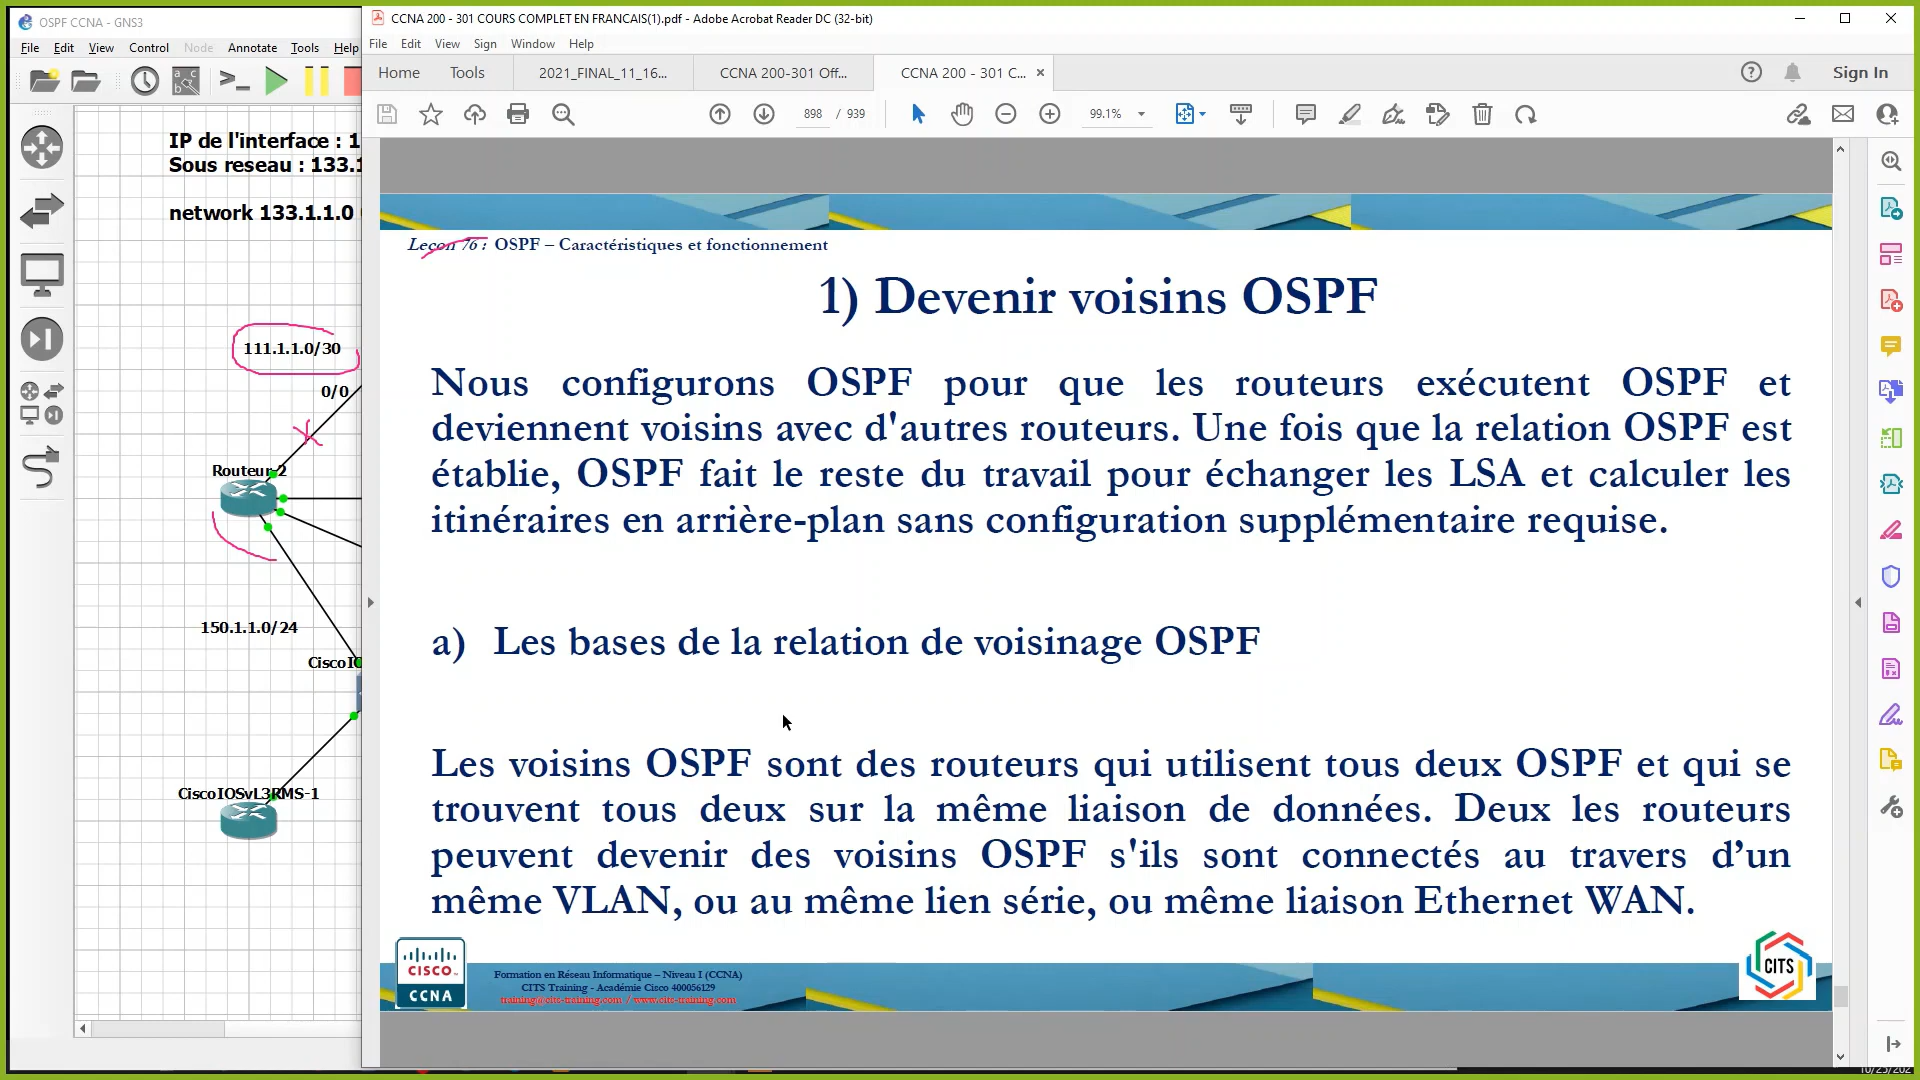 OSPF CCNA - GNS3
File Edit View Control Node Annotate Tools Help
IP de l'interface : 1
Sous reseau : 133.1
network 133.1.1.0
111.1.1.0/30
0/0
Routeur-2
150.1.1.0/24
CiscoIO
CiscoIOSvL3RMS-1
CCNA 200 - 301 COURS COMPLET EN FRANCAIS(1).pdf - Adobe Acrobat Reader DC (32-bit)
File Edit View Sign Window Help
Home Tools 2021_FINAL_11_16... CCNA 200-301 Off... CCNA 200 - 301 C... × Sign In
898 / 939 99.1%
Leçon 76 : OSPF – Caractéristiques et fonctionnement
1) Devenir voisins OSPF
Nous configurons OSPF pour que les routeurs exécutent OSPF et
deviennent voisins avec d'autres routeurs. Une fois que la relation OSPF est
établie, OSPF fait le reste du travail pour échanger les LSA et calculer les
itinéraires en arrière-plan sans configuration supplémentaire requise.
a) Les bases de la relation de voisinage OSPF
Les voisins OSPF sont des routeurs qui utilisent tous deux OSPF et qui se
trouvent tous deux sur la même liaison de données. Deux les routeurs
peuvent devenir des voisins OSPF s'ils sont connectés au travers d’un
même VLAN, ou au même lien série, ou même liaison Ethernet WAN.
CISCO
CCNA
Formation en Réseau Informatique – Niveau I (CCNA)
CITS Training - Académie Cisco 400056129
training@cits-training.com / www.cits-training.com
CITS